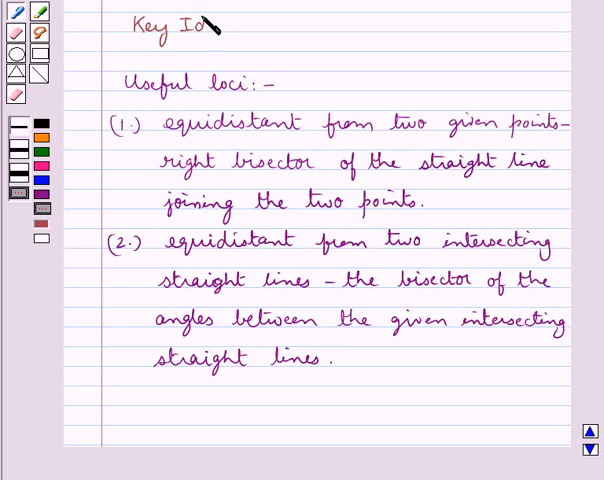 Key Id
Useful loci:-
(1.) equidistant from two given points-
right bisector of the straight line
joining the two points.
(2.) equidistant from two intersecting
straight lines - the bisector of the
angles between the given intersecting
straight lines.